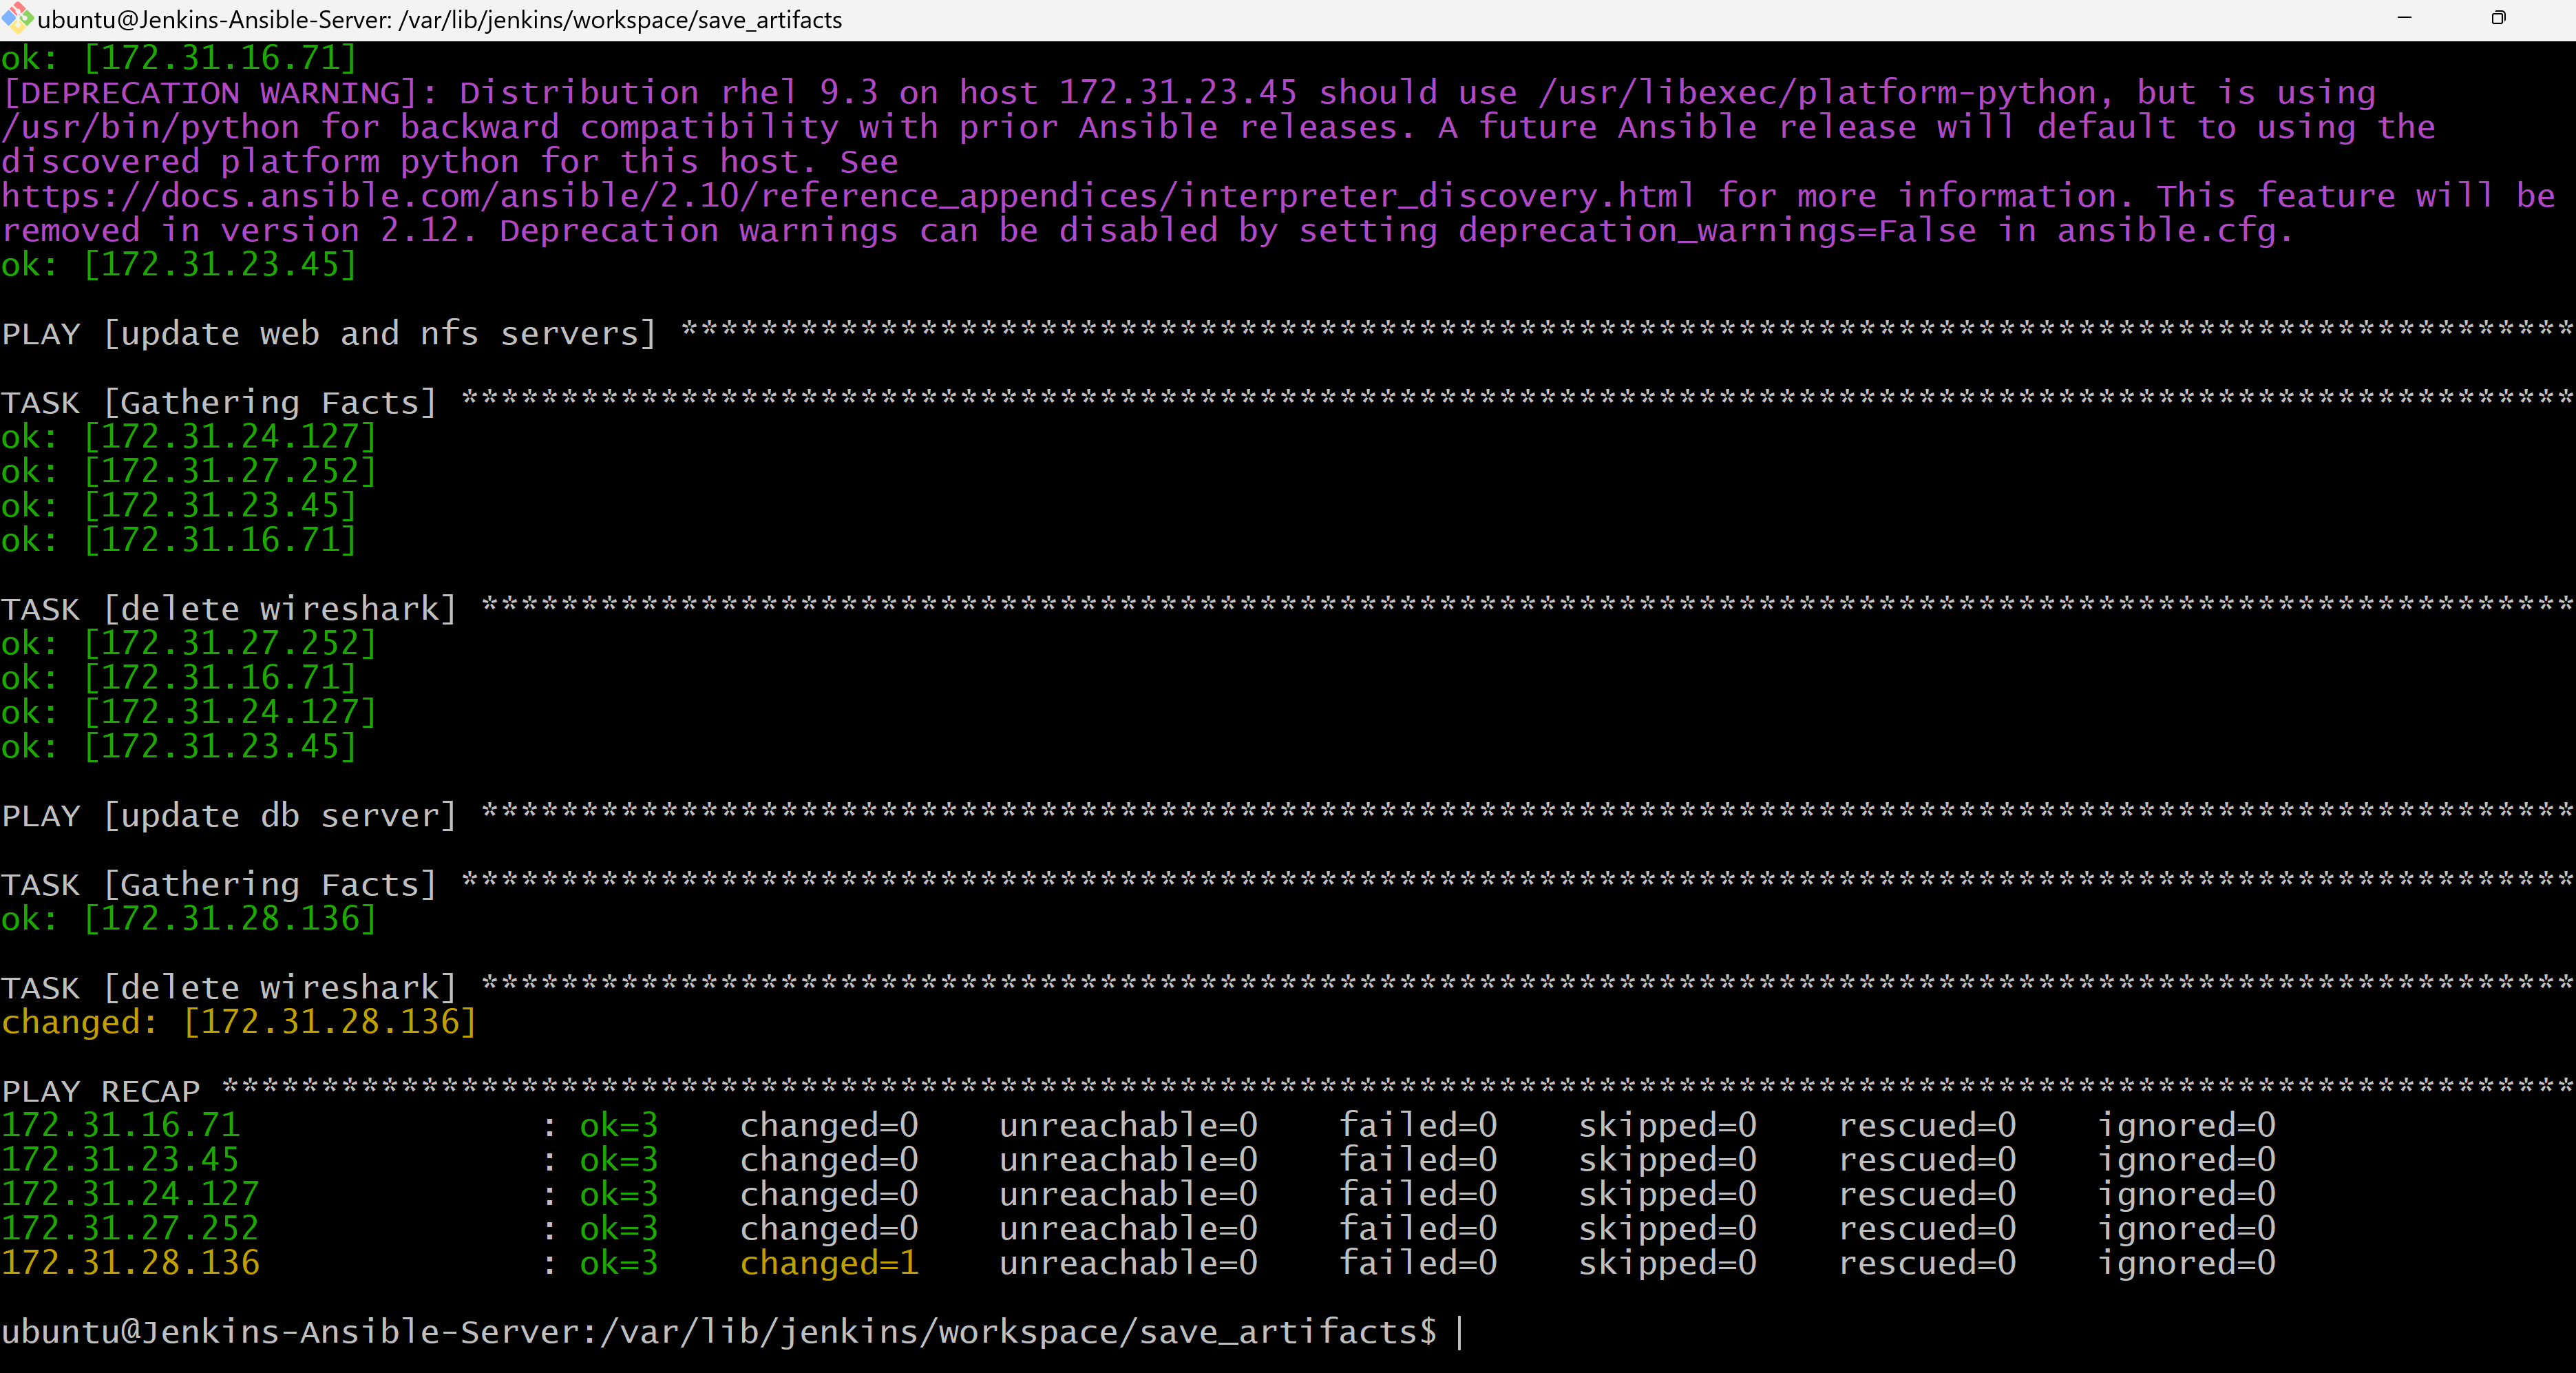 ubuntu@Jenkins-Ansible-Server: /var/lib/jenkins/workspace/save_artifacts
ok: [172.31.16.71]
[DEPRECATION WARNING]: Distribution rhel 9.3 on host 172.31.23.45 should use /usr/libexec/platform-python, but is using
/usr/bin/python for backward compatibility with prior Ansible releases. A future Ansible release will default to using the
discovered platform python for this host. See
https://docs.ansible.com/ansible/2.10/reference_appendices/interpreter_discovery.html for more information. This feature will be
removed in version 2.12. Deprecation warnings can be disabled by setting deprecation_warnings=False in ansible.cfg.
ok: [172.31.23.45]
PLAY [update web and nfs servers] ***********************************************************************************************
TASK [Gathering Facts] **********************************************************************************************************
ok: [172.31.24.127]
ok: [172.31.27.252]
ok: [172.31.23.45]
ok: [172.31.16.71]
TASK [delete wireshark] *********************************************************************************************************
ok: [172.31.27.252]
ok: [172.31.16.71]
ok: [172.31.24.127]
ok: [172.31.23.45]
PLAY [update db server] *********************************************************************************************************
TASK [Gathering Facts] **********************************************************************************************************
ok: [172.31.28.136]
TASK [delete wireshark] *********************************************************************************************************
changed: [172.31.28.136]
PLAY RECAP **********************************************************************************************************************
172.31.16.71               : ok=3    changed=0    unreachable=0    failed=0    skipped=0    rescued=0    ignored=0
172.31.23.45               : ok=3    changed=0    unreachable=0    failed=0    skipped=0    rescued=0    ignored=0
172.31.24.127              : ok=3    changed=0    unreachable=0    failed=0    skipped=0    rescued=0    ignored=0
172.31.27.252              : ok=3    changed=0    unreachable=0    failed=0    skipped=0    rescued=0    ignored=0
172.31.28.136              : ok=3    changed=1    unreachable=0    failed=0    skipped=0    rescued=0    ignored=0
ubuntu@Jenkins-Ansible-Server:/var/lib/jenkins/workspace/save_artifacts$